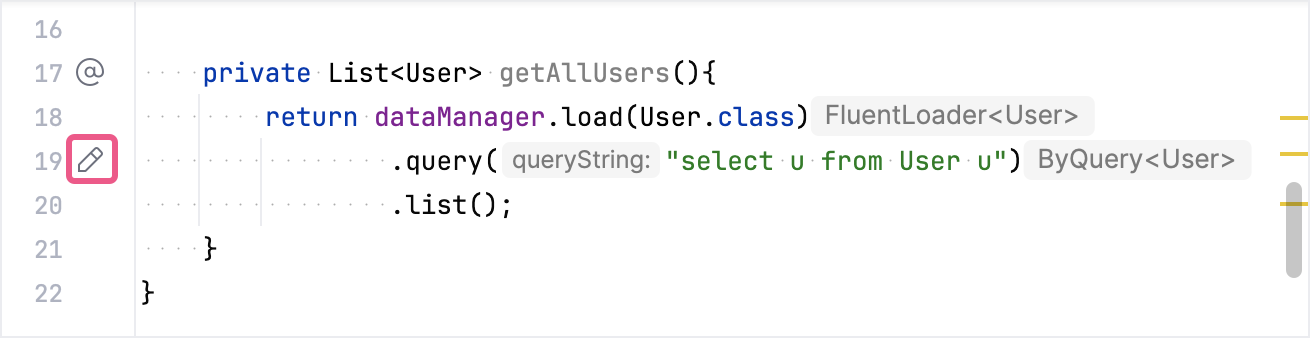 16
17 @ private List<User> getAllUsers(){
18 return dataManager.load(User.class) FluentLoader<User>
19 .query( queryString: "select u from User u") ByQuery<User>
20 .list();
21 }
22 }